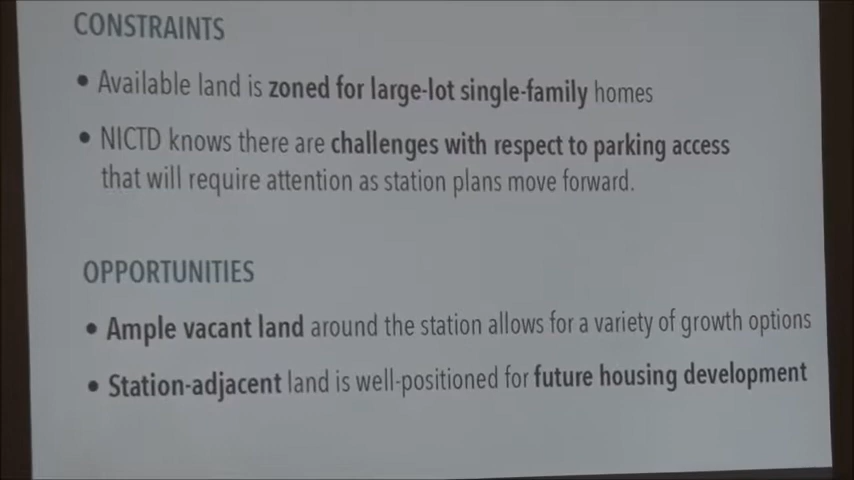 CONSTRAINTS
• Available land is zoned for large-lot single-family homes
• NICTD knows there are challenges with respect to parking access
that will require attention as station plans move forward.
OPPORTUNITIES
• Ample vacant land around the station allows for a variety of growth options
• Station-adjacent land is well-positioned for future housing development